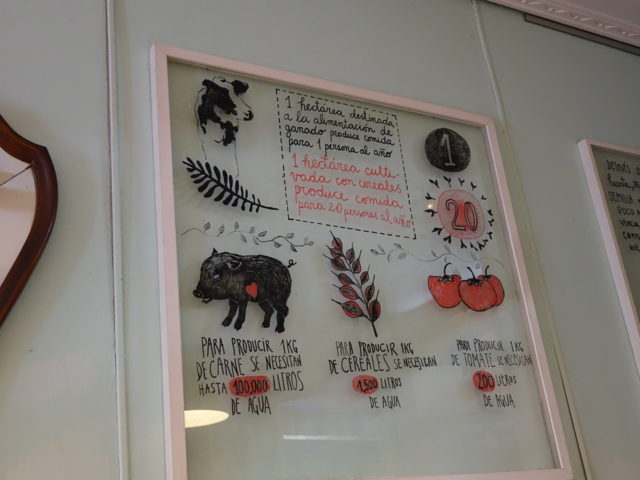 1 hectárea destinada
a la alimentación de
ganado produce comida
para 1 persona al año
1 hectárea culti-
vada con cereales
produce comida
para 20 personas al año
1
20
PARA PRODUCIR 1KG
DE CARNE SE NECESITAN
HASTA 100.000 LITROS
DE AGUA
PARA PRODUCIR 1KG
DE CEREALES SE NECESITAN
1,500 LITROS
DE AGUA
PARA PRODUCIR 1KG
DE TOMATE SE NECESITAN
200 LITROS
DE AGUA
DESPUÉS D
SEMILLA
POCO